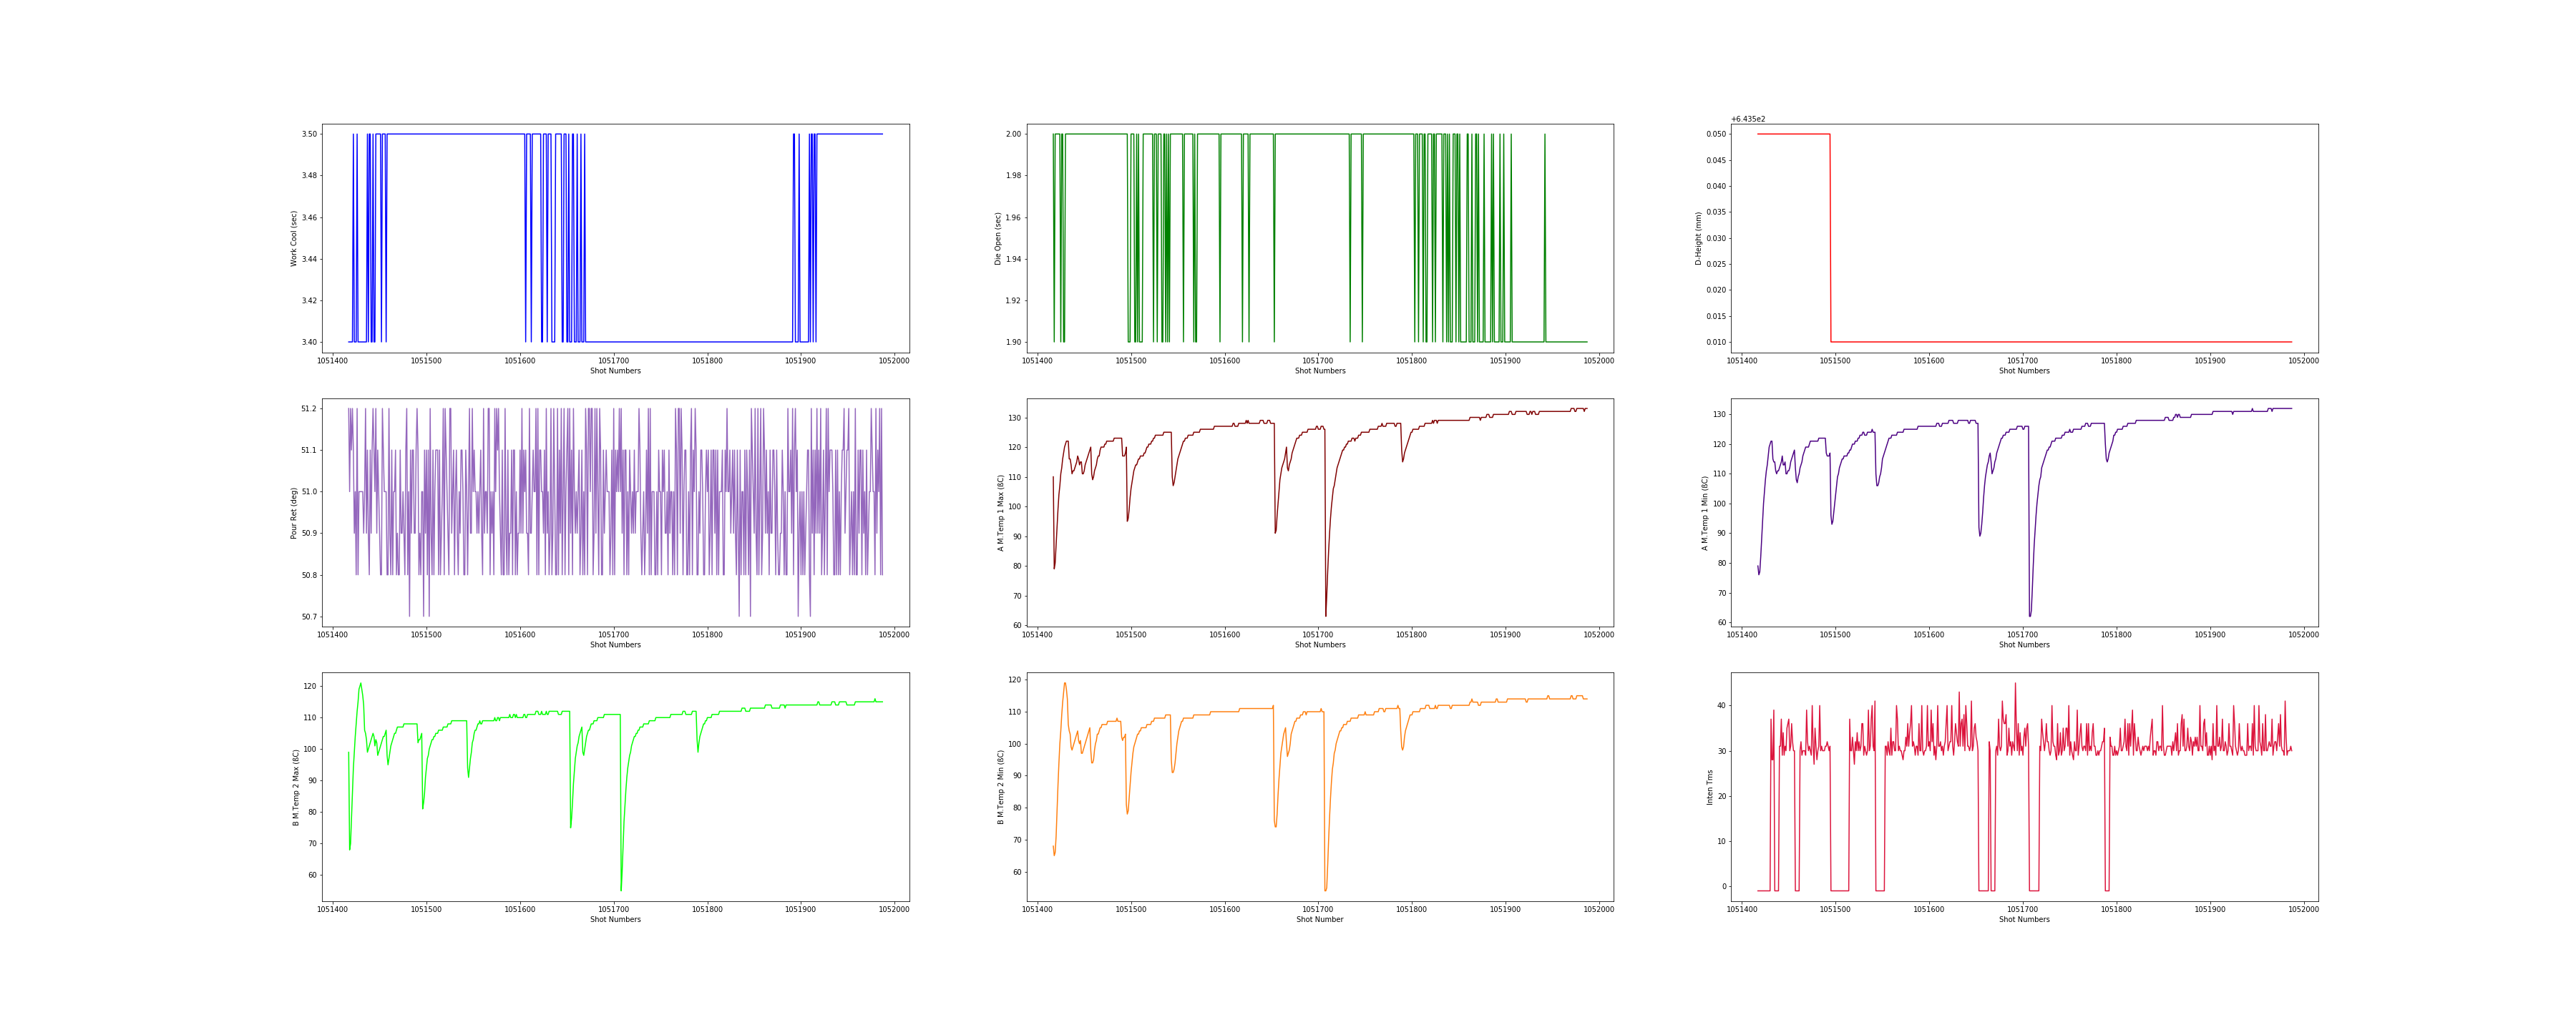 3.50
3.48
3.46
3.44
3.42
3.40
Work Cool (sec)
1051400 1051500 1051600 1051700 1051800 1051900 1052000
Shot Numbers
2.00
1.98
1.96
1.94
1.92
1.90
Die Open (sec)
1051400 1051500 1051600 1051700 1051800 1051900 1052000
Shot Numbers
+6.435e2
0.050
0.045
0.040
0.035
0.030
0.025
0.020
0.015
0.010
D-Height (mm)
1051400 1051500 1051600 1051700 1051800 1051900 1052000
Shot Numbers
51.2
51.1
51.0
50.9
50.8
50.7
Pour Ret (deg)
1051400 1051500 1051600 1051700 1051800 1051900 1052000
Shot Numbers
130
120
110
100
90
80
70
60
A M.Temp 1 Max (ßC)
1051400 1051500 1051600 1051700 1051800 1051900 1052000
Shot Numbers
130
120
110
100
90
80
70
60
A M.Temp 1 Min (ßC)
1051400 1051500 1051600 1051700 1051800 1051900 1052000
Shot Numbers
120
110
100
90
80
70
60
B M.Temp 2 Max (ßC)
1051400 1051500 1051600 1051700 1051800 1051900 1052000
Shot Numbers
120
110
100
90
80
70
60
B M.Temp 2 Min (ßC)
1051400 1051500 1051600 1051700 1051800 1051900 1052000
Shot Number
40
30
20
10
0
Inten Tms
1051400 1051500 1051600 1051700 1051800 1051900 1052000
Shot Numbers